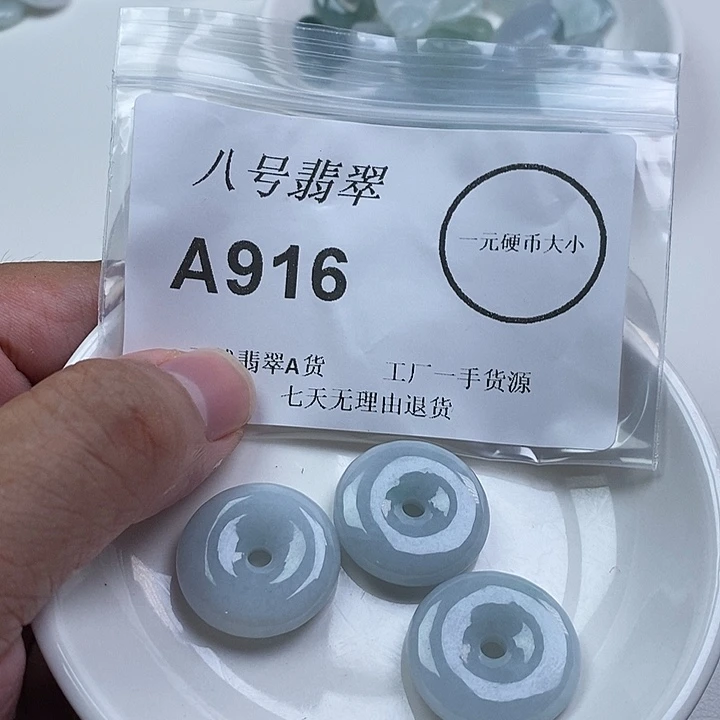 八号翡翠
A916
一元硬币大小
翡翠A货 工厂一手货源
七天无理由退货